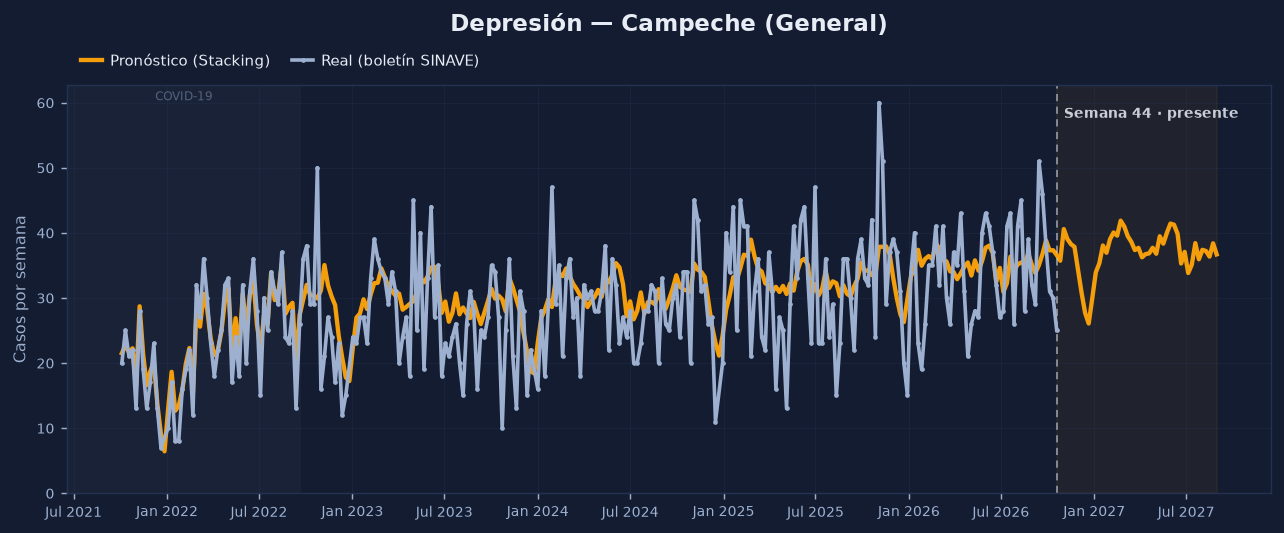 Depresión — Campeche (General)
Pronóstico (Stacking) Real (boletín SINAVE)
COVID-19
Semana 44 · presente
Casos por semana
60
50
40
30
20
10
0
Jul 2021 Jan 2022 Jul 2022 Jan 2023 Jul 2023 Jan 2024 Jul 2024 Jan 2025 Jul 2025 Jan 2026 Jul 2026 Jan 2027 Jul 2027